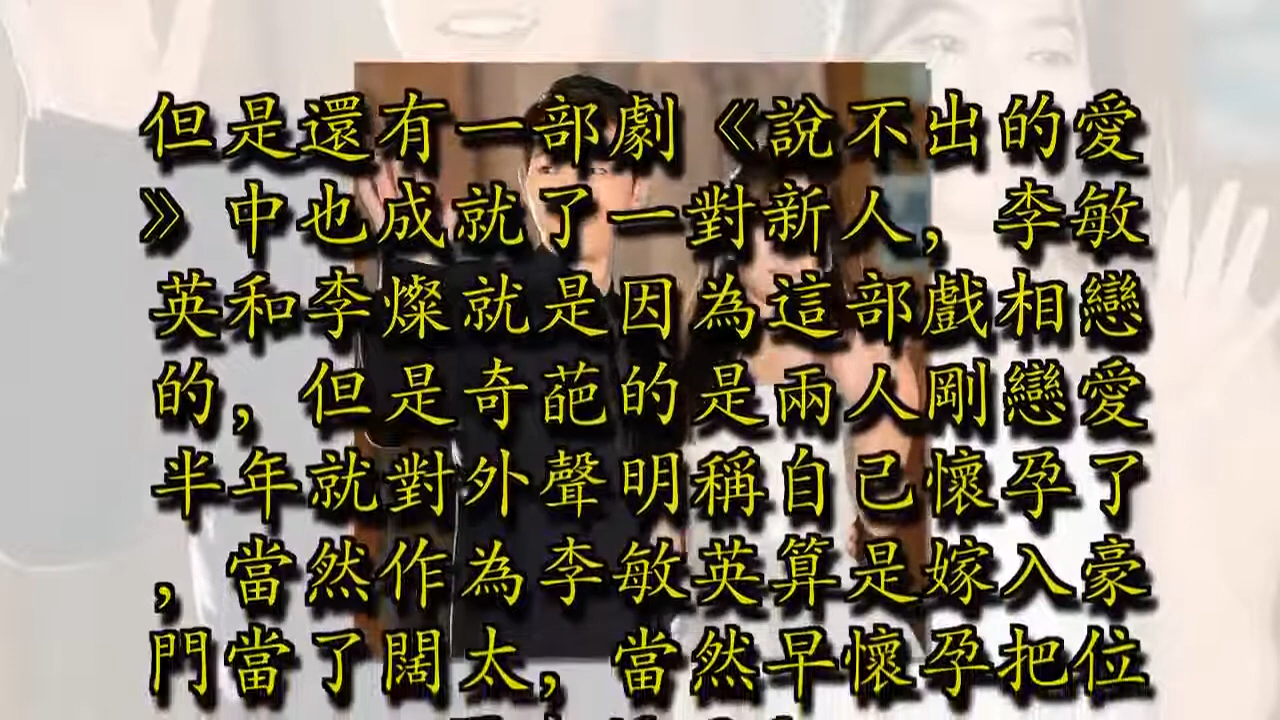 但是還有一部劇《說不出的愛
》中也成就了一對新人，李敏
英和李燦就是因為這部戲相戀
的，但是奇葩的是兩人剛戀愛
半年就對外聲明稱自己懷孕了
，當然作為李敏英算是嫁入豪
門當了闊太，當然早懷孕把位